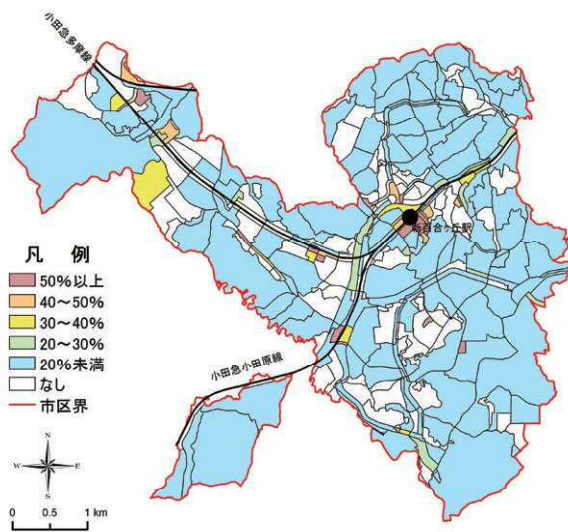 小田急多摩線
新百合ヶ丘駅
凡 例
50%以上
40～50%
30～40%
20～30%
20%未満
なし
市区界
小田急小田原線
N
W E
S
0 0.5 1 km